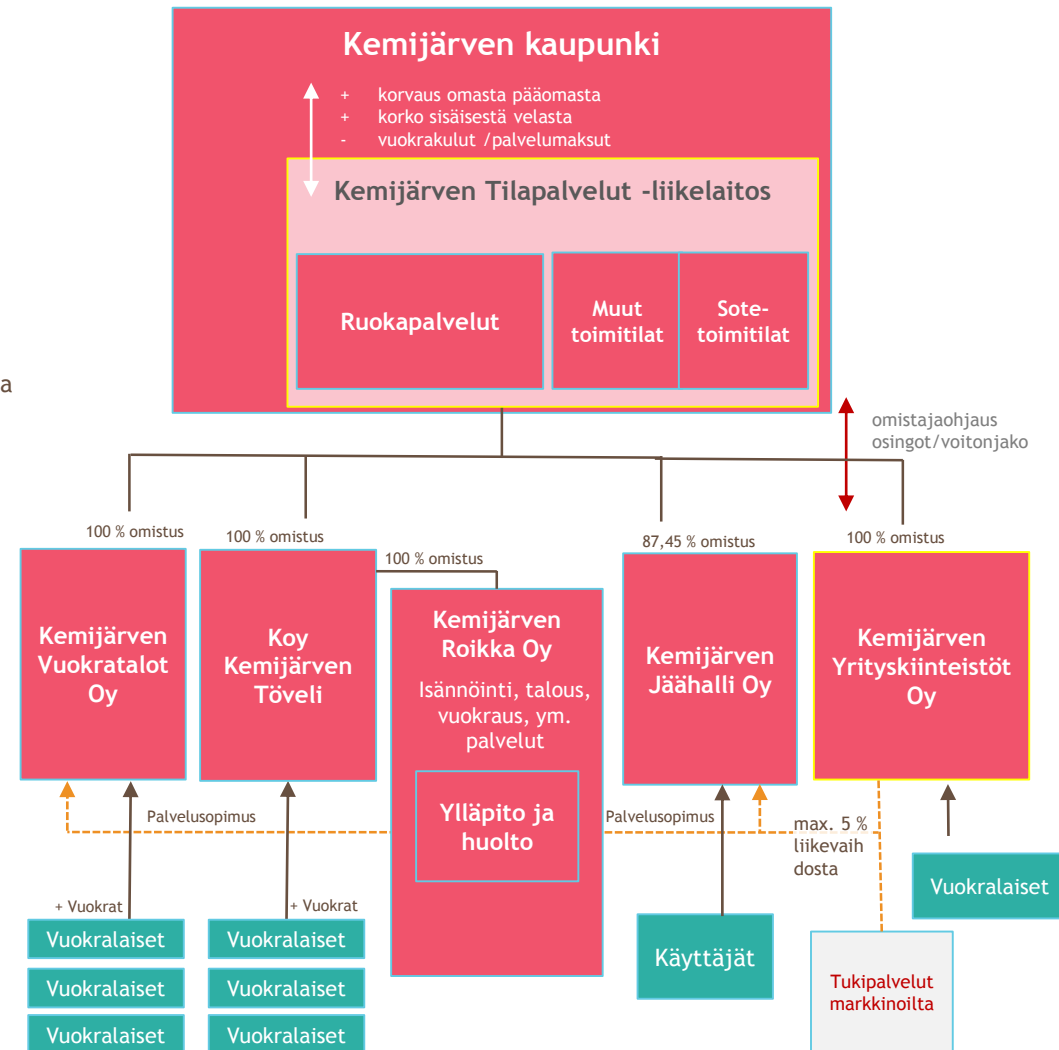 Kemijärven kaupunki
+ korvaus omasta pääomasta
+ korko sisäisestä velasta
- vuokrakulut /palvelumaksut
Kemijärven Tilapalvelut -liikelaitos
Ruokapalvelut
Muut
toimitilat
Sote-
toimitilat
a
omistajaohjaus
osingot/voitonjako
100 % omistus
100 % omistus
100 % omistus
87,45 % omistus
100 % omistus
Kemijärven
Vuokratalot
Oy
Koy
Kemijärven
Töveli
Kemijärven
Roikka Oy
Isännöinti, talous,
vuokraus, ym.
palvelut
Ylläpito ja
huolto
Kemijärven
Jäähalli Oy
Kemijärven
Yrityskiinteistöt
Oy
Palvelusopimus
Palvelusopimus
max. 5 %
liikevaih
dosta
+ Vuokrat
+ Vuokrat
Vuokralaiset
Vuokralaiset
Vuokralaiset
Vuokralaiset
Vuokralaiset
Vuokralaiset
Käyttäjät
Vuokralaiset
Tukipalvelut
markkinoilta